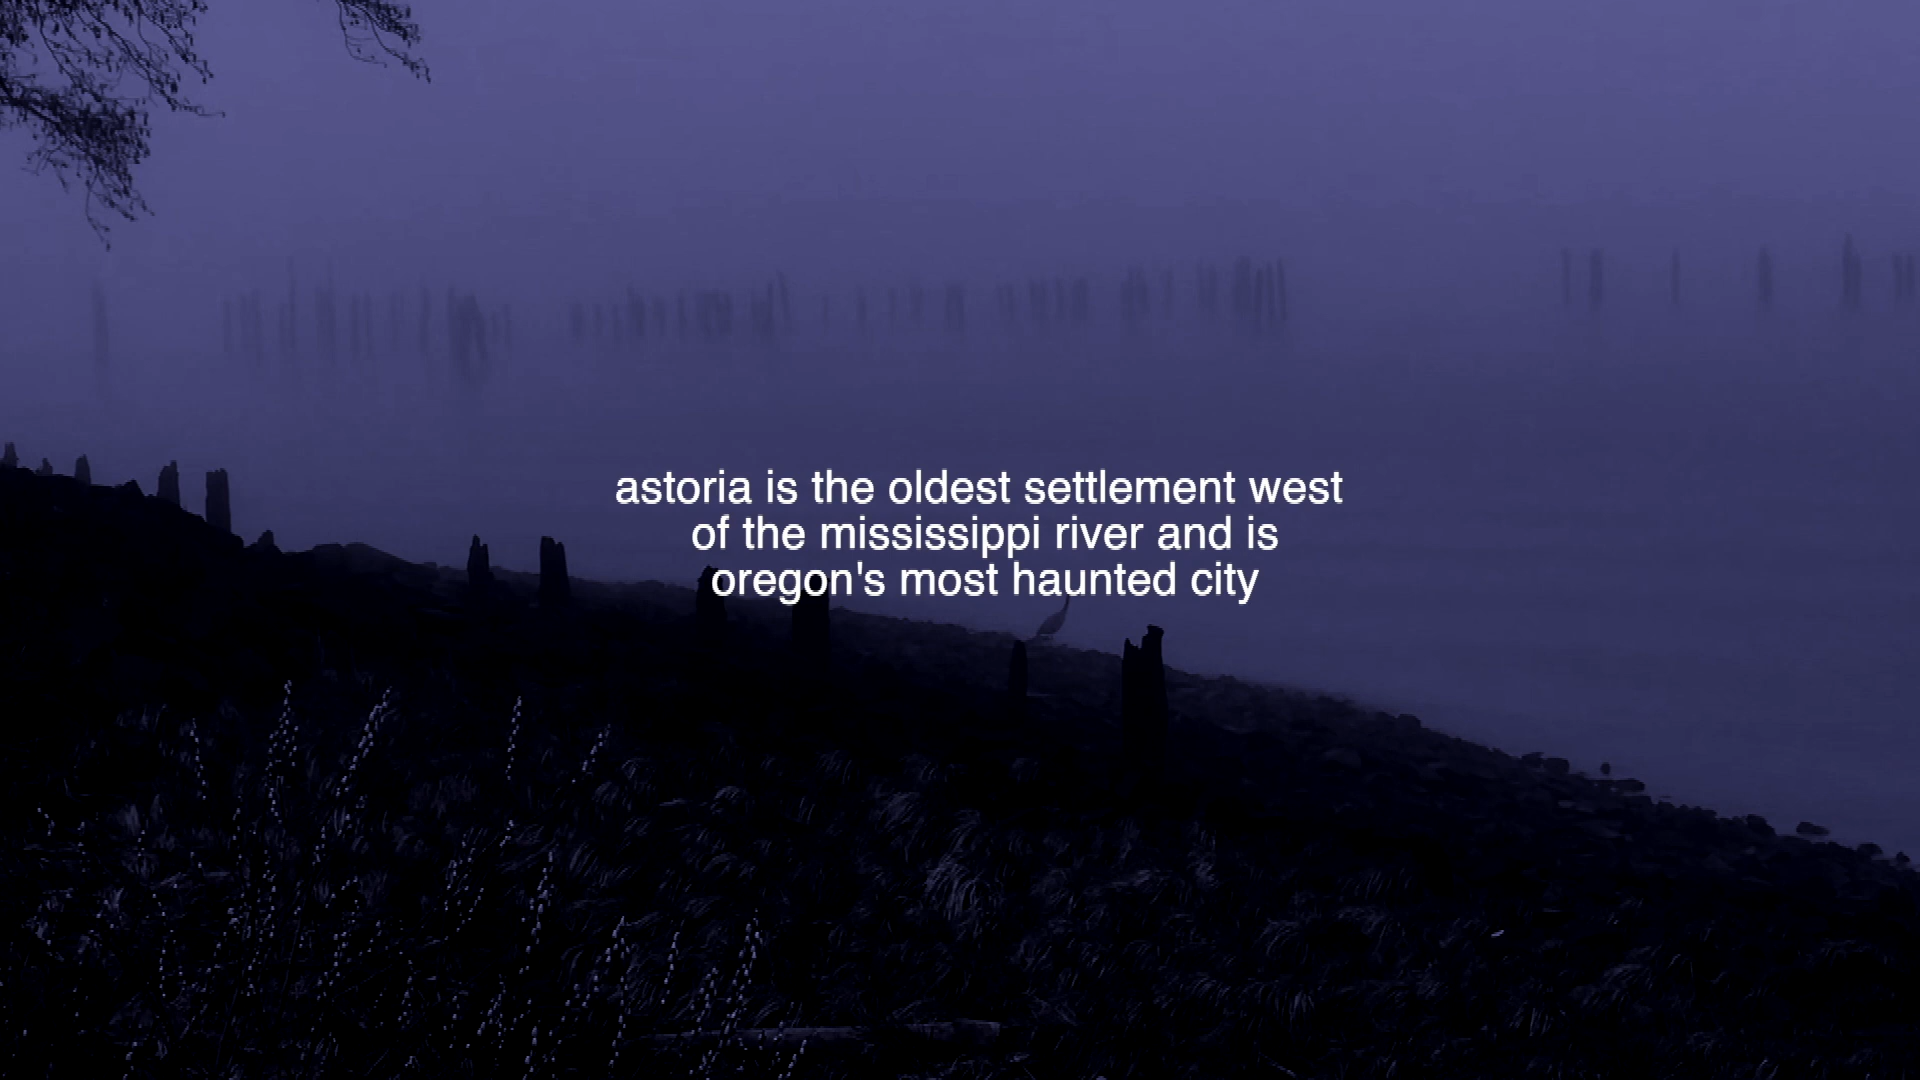 astoria is the oldest settlement west
of the mississippi river and is
oregon's most haunted city